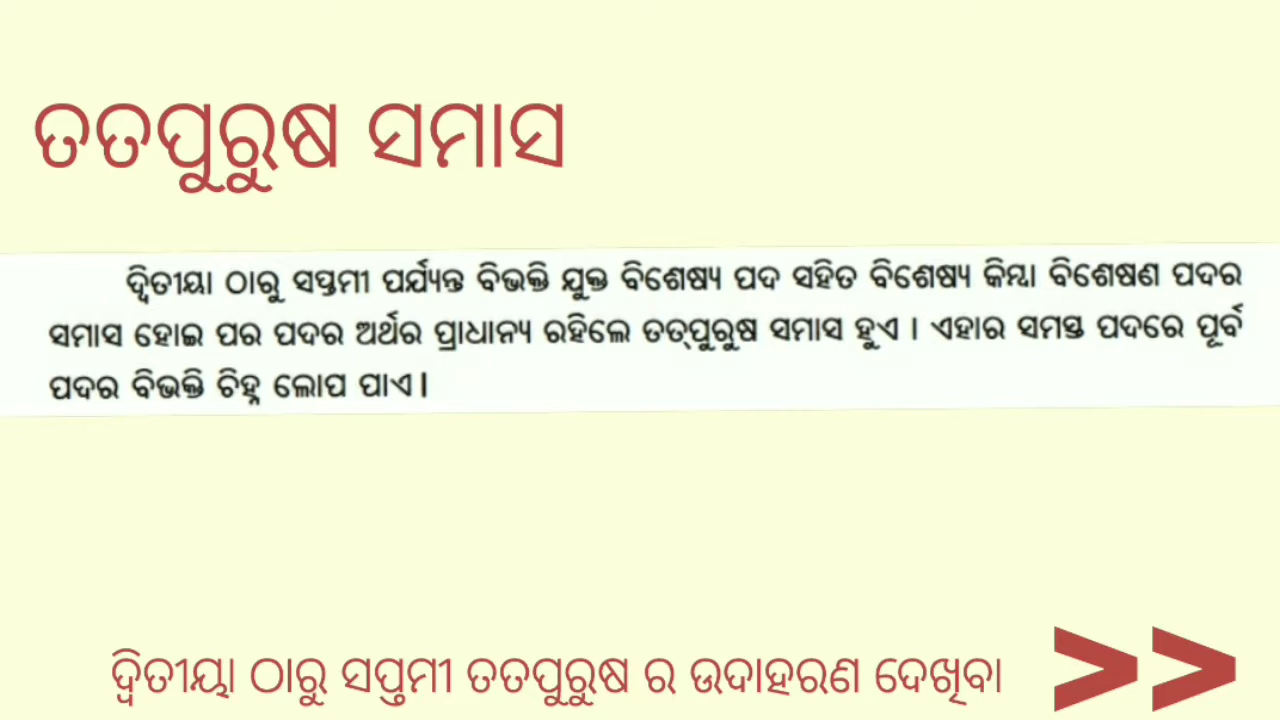 ତତପୁରୁଷ ସମାସ
ଦ୍ଵିତୀୟା ଠାରୁ ସପ୍ତମୀ ପର୍ଯ୍ୟନ୍ତ ବିଭକ୍ତି ଯୁକ୍ତ ବିଶେଷ୍ୟ ପଦ ସହିତ ବିଶେଷ୍ୟ କିମ୍ବା ବିଶେଷଣ ପଦର
ସମାସ ହୋଇ ପର ପଦର ଅର୍ଥର ପ୍ରାଧାନ୍ୟ ରହିଲେ ତତ୍‌ପୁରୁଷ ସମାସ ହୁଏ । ଏହାର ସମସ୍ତ ପଦରେ ପୂର୍ବ
ପଦର ବିଭକ୍ତି ଚିହ୍ନ ଲୋପ ପାଏ ।
ଦ୍ଵିତୀୟା ଠାରୁ ସପ୍ତମୀ ତତପୁରୁଷ ର ଉଦାହରଣ ଦେଖିବା >>